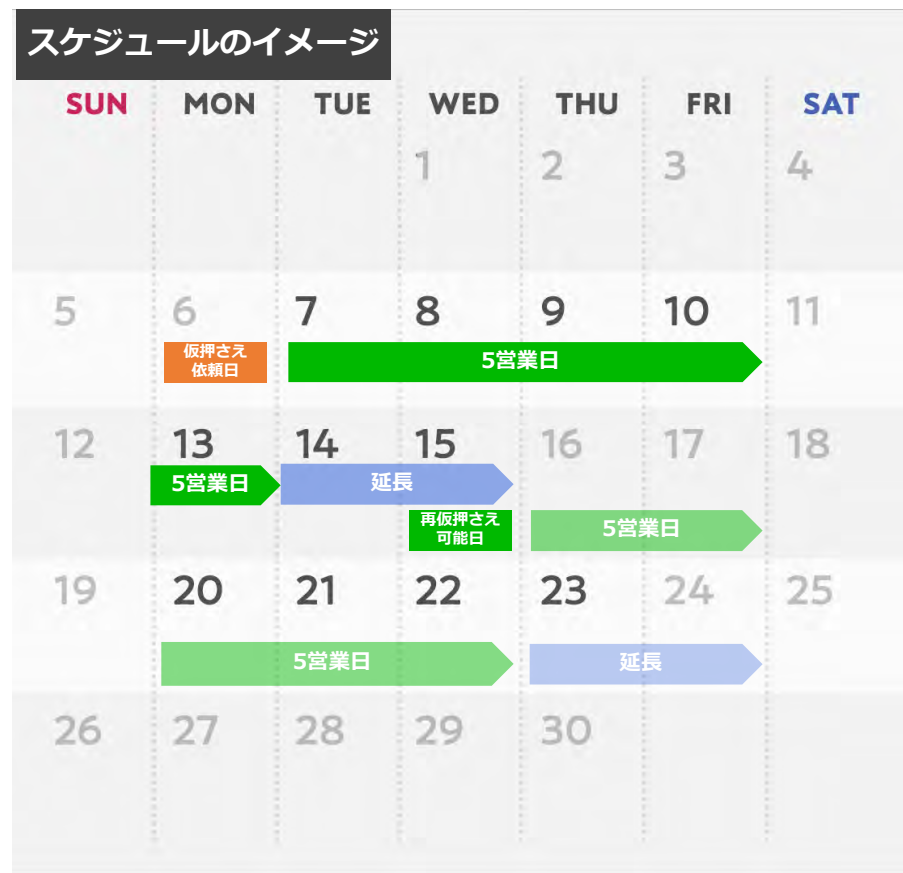 スケジュールのイメージ
SUN MON TUE WED THU FRI SAT
1 2 3 4
5 6 7 8 9 10 11
仮押さえ
依頼日
5営業日
12 13 14 15 16 17 18
5営業日 延長
再仮押さえ
可能日
5営業日
19 20 21 22 23 24 25
5営業日 延長
26 27 28 29 30